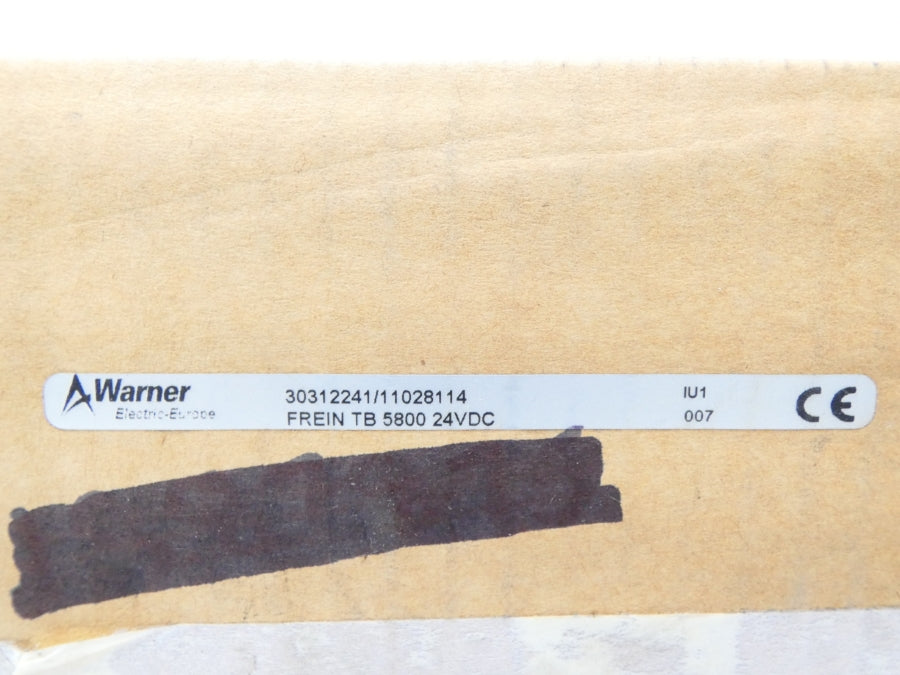 Warner
Electric-Europe
30312241/11028114
FREIN TB 5800 24VDC
IU1
007
CE